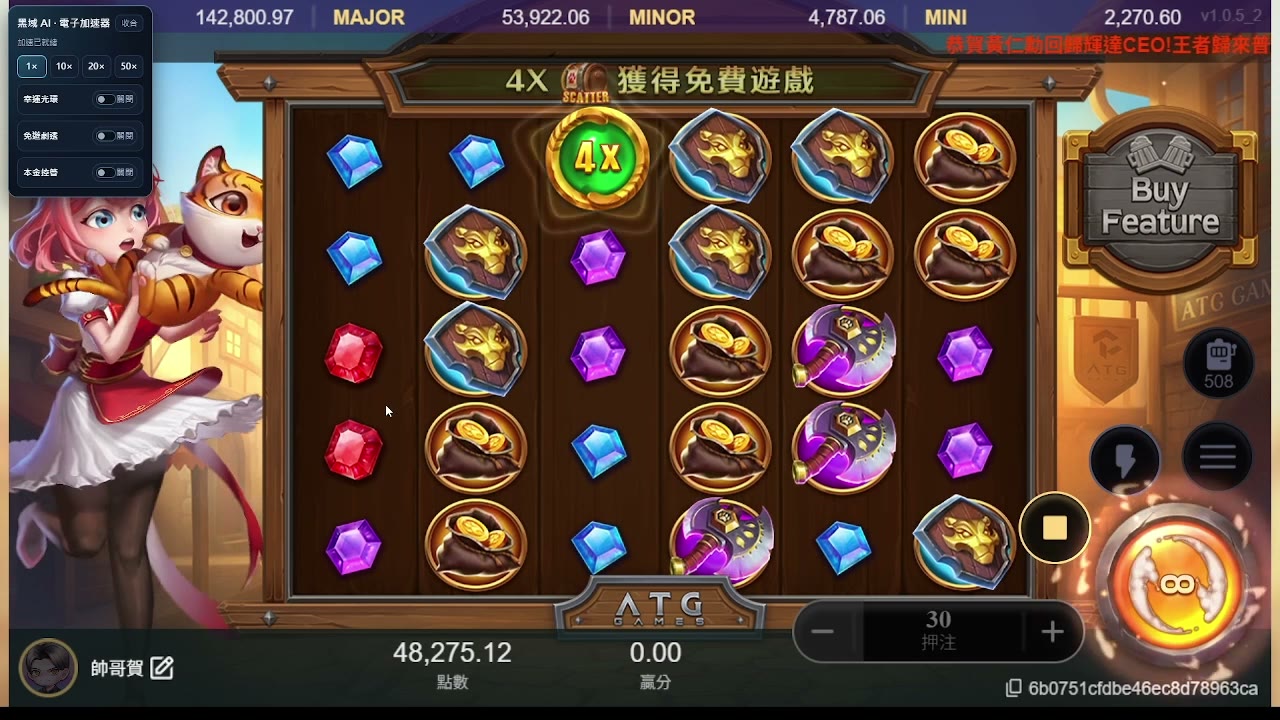 142,800.97 MAJOR 53,922.06 MINOR 4,787.06 MINI 2,270.60 v1.0.5_2
恭賀黃仁勳回歸輝達CEO!王者歸來普
黑域 AI · 電子加速器 收合
加速已就緒
1× 10× 20× 50×
幸運光環 關閉
免遊劇透 關閉
本金控管 關閉
4X SCATTER 獲得免費遊戲
4X
Buy
Feature
ATG GAM
ATG
508
ATG
GAMES
30
押注
48,275.12
點數
0.00
贏分
帥哥賀
6b0751cfdbe46ec8d78963ca